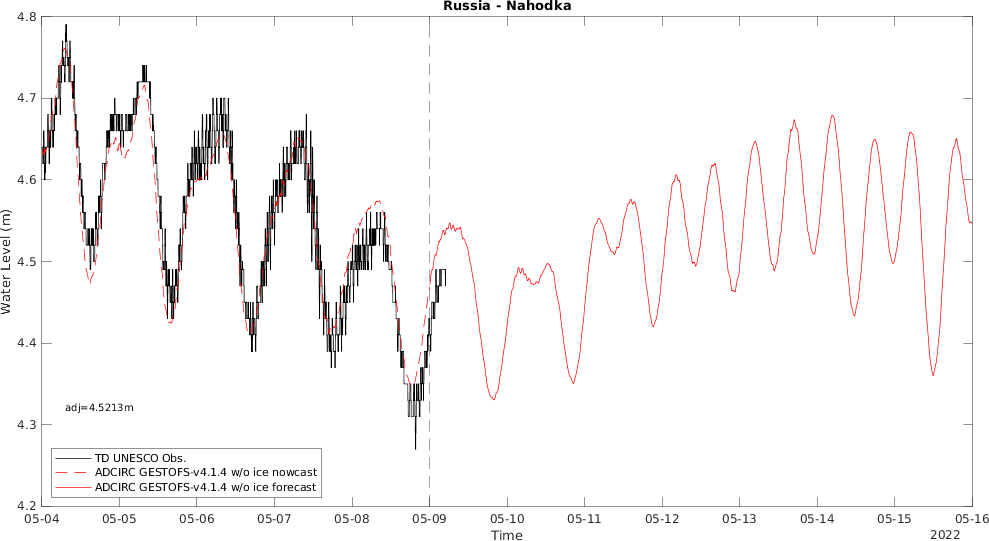 Russia - Nahodka
Water Level (m)
4.8
4.7
4.6
4.5
4.4
4.3
4.2
adj=4.5213m
TD UNESCO Obs.
ADCIRC GESTOFS-v4.1.4 w/o ice nowcast
ADCIRC GESTOFS-v4.1.4 w/o ice forecast
05-04 05-05 05-06 05-07 05-08 05-09 05-10 05-11 05-12 05-13 05-14 05-15 05-16
Time
2022